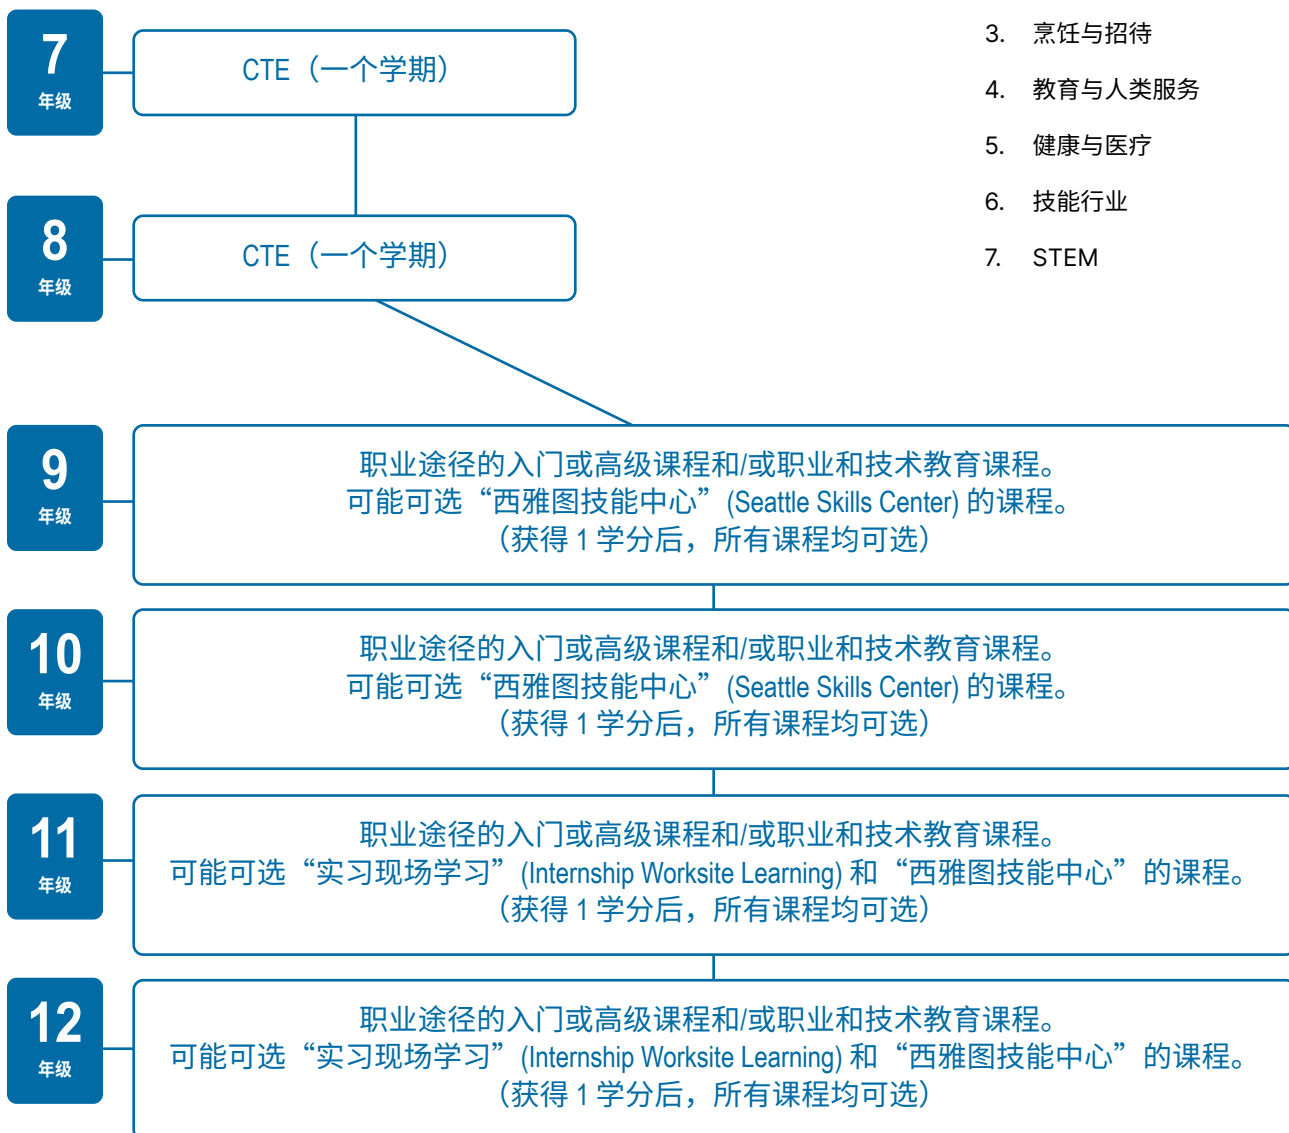 7
年级
CTE（一个学期）
8
年级
CTE（一个学期）
3. 烹饪与招待
4. 教育与人类服务
5. 健康与医疗
6. 技能行业
7. STEM
9
年级
职业途径的入门或高级课程和/或职业和技术教育课程。
可能可选“西雅图技能中心”(Seattle Skills Center) 的课程。
（获得 1 学分后，所有课程均可选）
10
年级
职业途径的入门或高级课程和/或职业和技术教育课程。
可能可选“西雅图技能中心”(Seattle Skills Center) 的课程。
（获得 1 学分后，所有课程均可选）
11
年级
职业途径的入门或高级课程和/或职业和技术教育课程。
可能可选“实习现场学习”(Internship Worksite Learning) 和“西雅图技能中心”的课程。
（获得 1 学分后，所有课程均可选）
12
年级
职业途径的入门或高级课程和/或职业和技术教育课程。
可能可选“实习现场学习”(Internship Worksite Learning) 和“西雅图技能中心”的课程。
（获得 1 学分后，所有课程均可选）